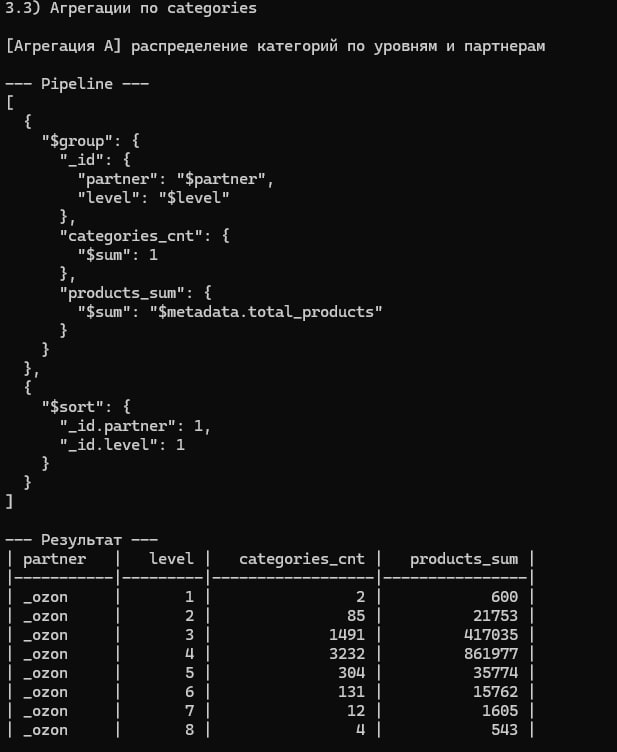 3.3) Агрегации по categories
[Агрегация A] распределение категорий по уровням и партнерам
--- Pipeline ---
[
  {
    "$group": {
      "_id": {
        "partner": "$partner",
        "level": "$level"
      },
      "categories_cnt": {
        "$sum": 1
      },
      "products_sum": {
        "$sum": "$metadata.total_products"
      }
    }
  },
  {
    "$sort": {
      "_id.partner": 1,
      "_id.level": 1
    }
  }
]
--- Результат ---
| partner   |   level |   categories_cnt |   products_sum |
|-----------|---------|------------------|----------------|
| _ozon     |       1 |                2 |            600 |
| _ozon     |       2 |               85 |          21753 |
| _ozon     |       3 |             1491 |         417035 |
| _ozon     |       4 |             3232 |         861977 |
| _ozon     |       5 |              304 |          35774 |
| _ozon     |       6 |              131 |          15762 |
| _ozon     |       7 |               12 |           1605 |
| _ozon     |       8 |                4 |            543 |